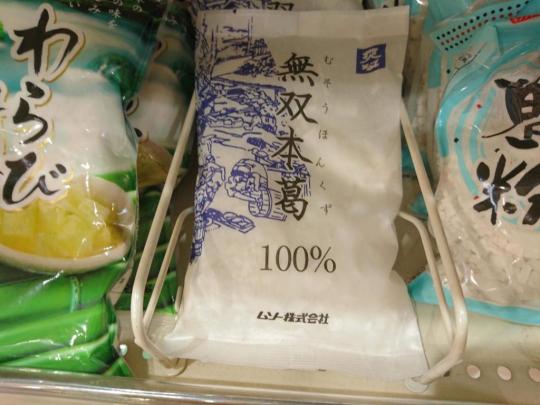 わらび
無双本葛
むそうほんくず
100%
ムソー株式会社
粉